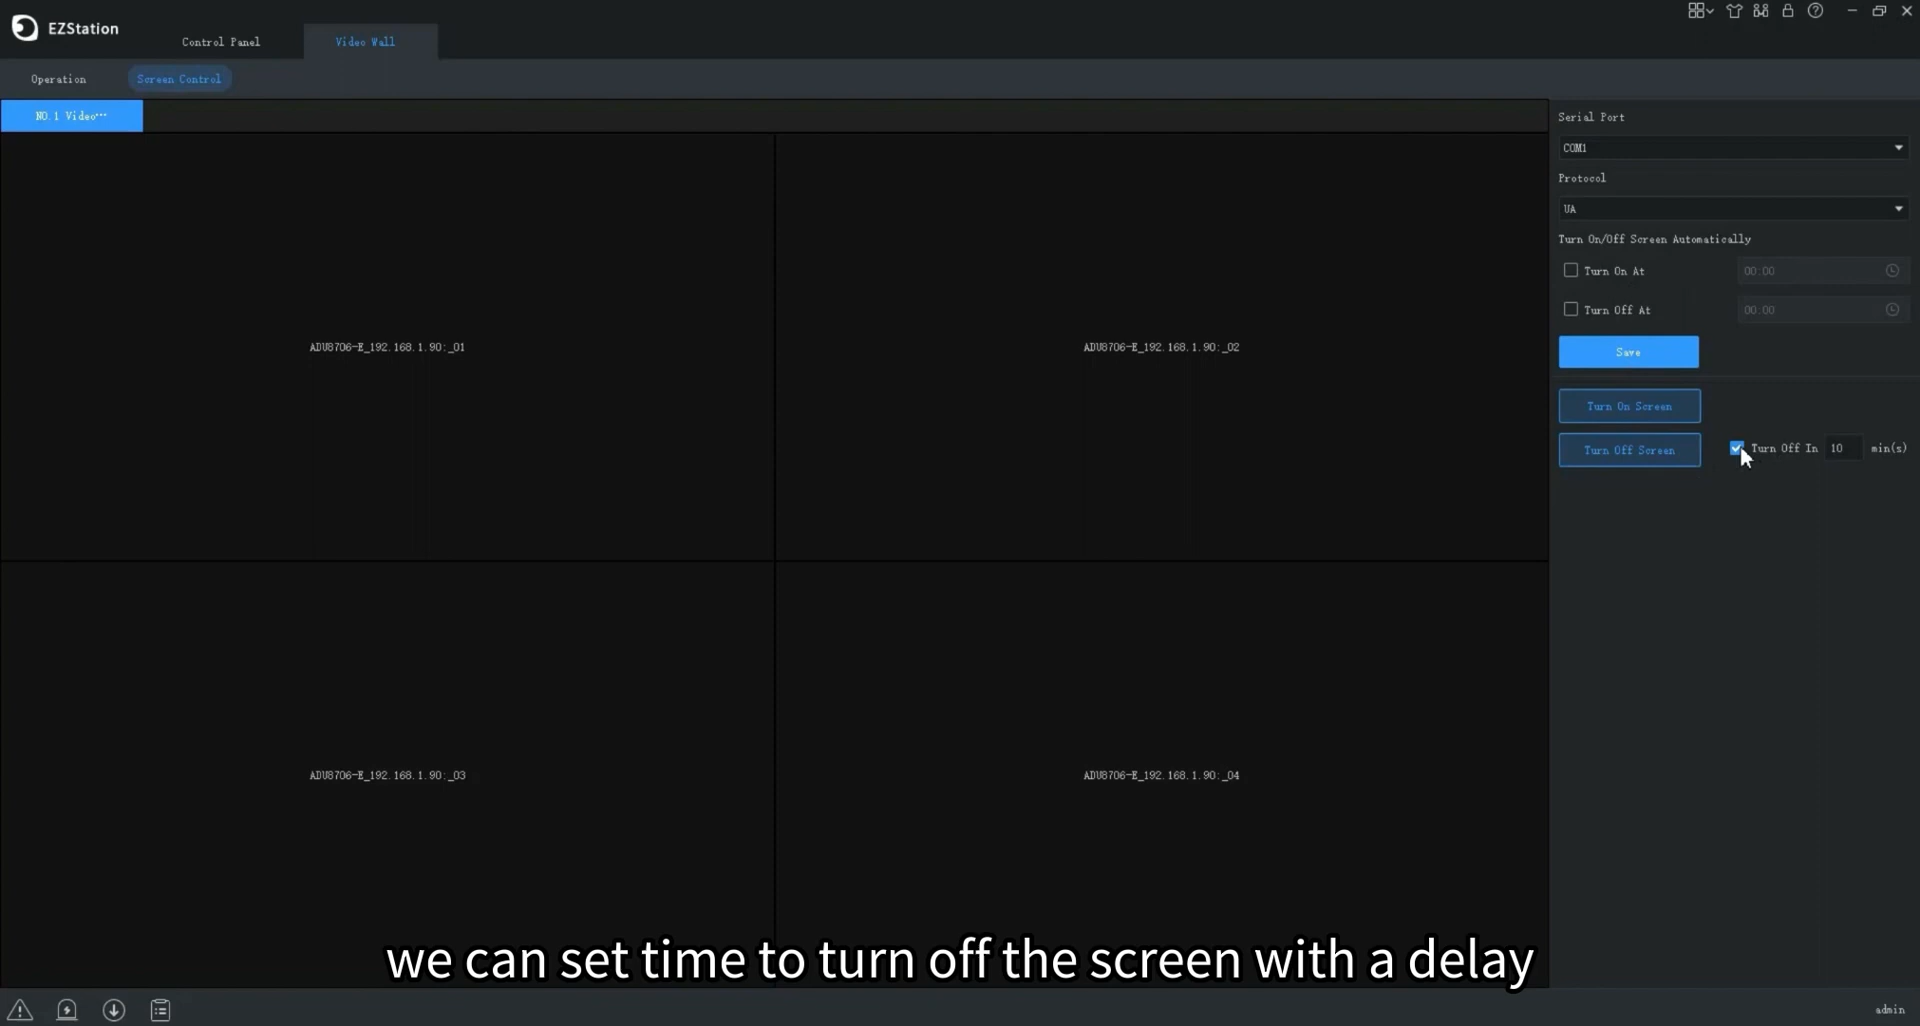 EZStation
Control Panel
Video Wall
Operation
Screen Control
NO.1 Video···
Serial Port
COM1
Protocol
UA
Turn On/Off Screen Automatically
Turn On At
00:00
Turn Off At
00:00
Save
Turn On Screen
Turn Off Screen
Turn Off In 10 min(s)
ADU8706-E_192.168.1.90:_01
ADU8706-E_192.168.1.90:_02
ADU8706-E_192.168.1.90:_03
ADU8706-E_192.168.1.90:_04
we can set time to turn off the screen with a delay
admin